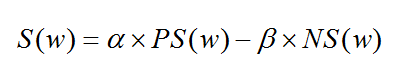 S(w) = α × PS(w) − β × NS(w)